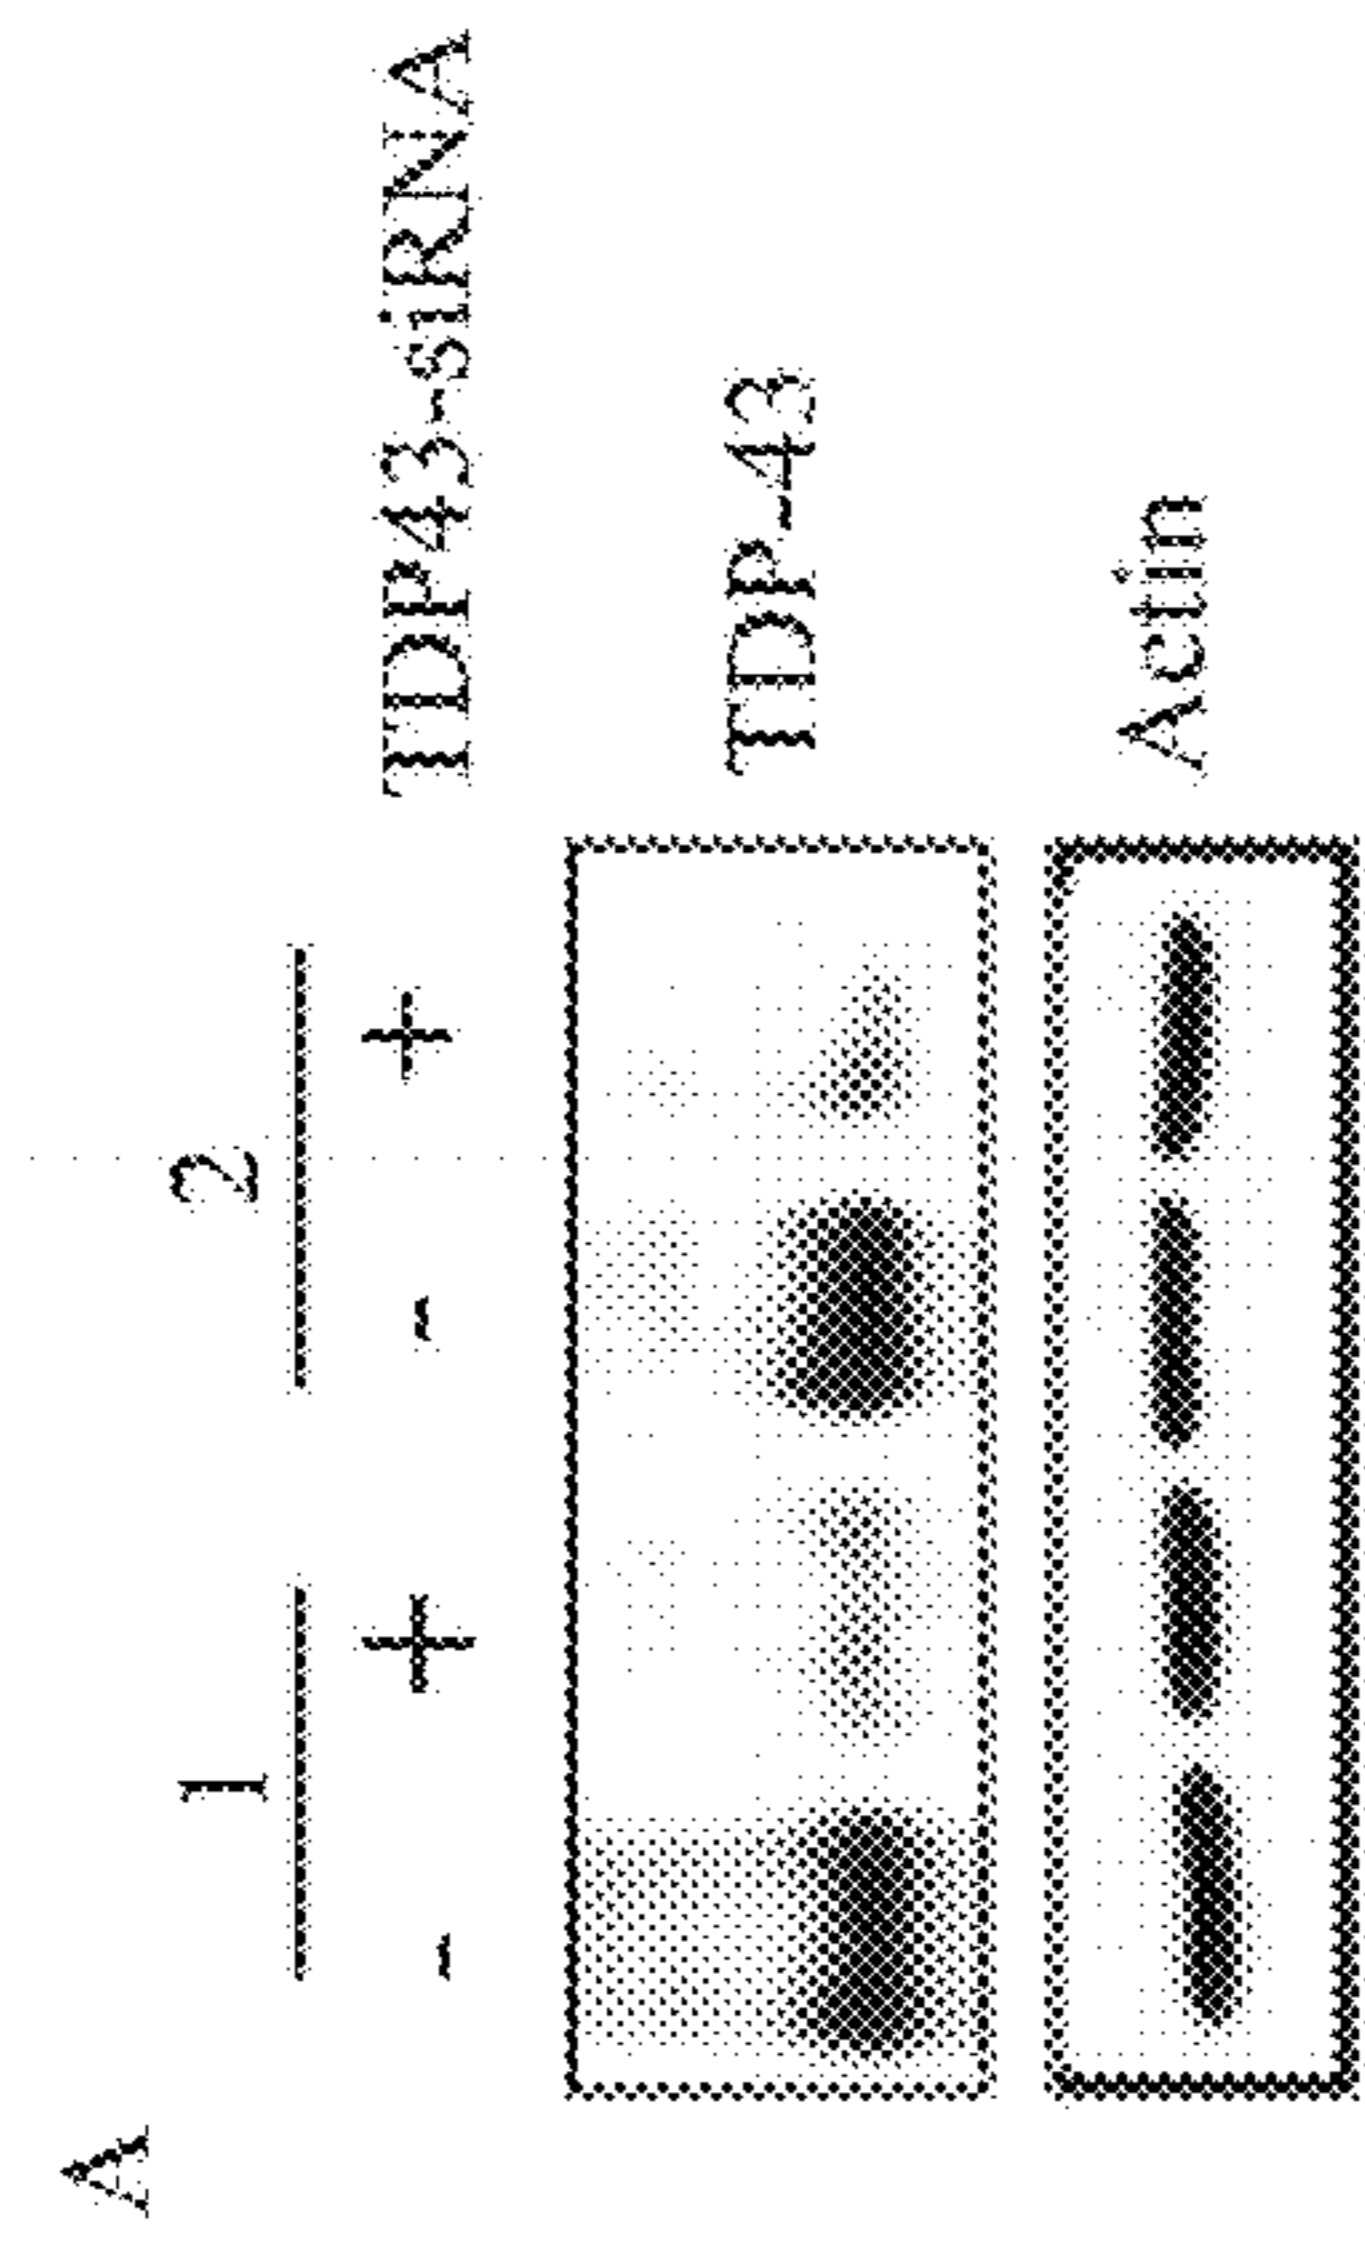 A
1 2
- + - + TDP43-siRNA
TDP-43
Actin